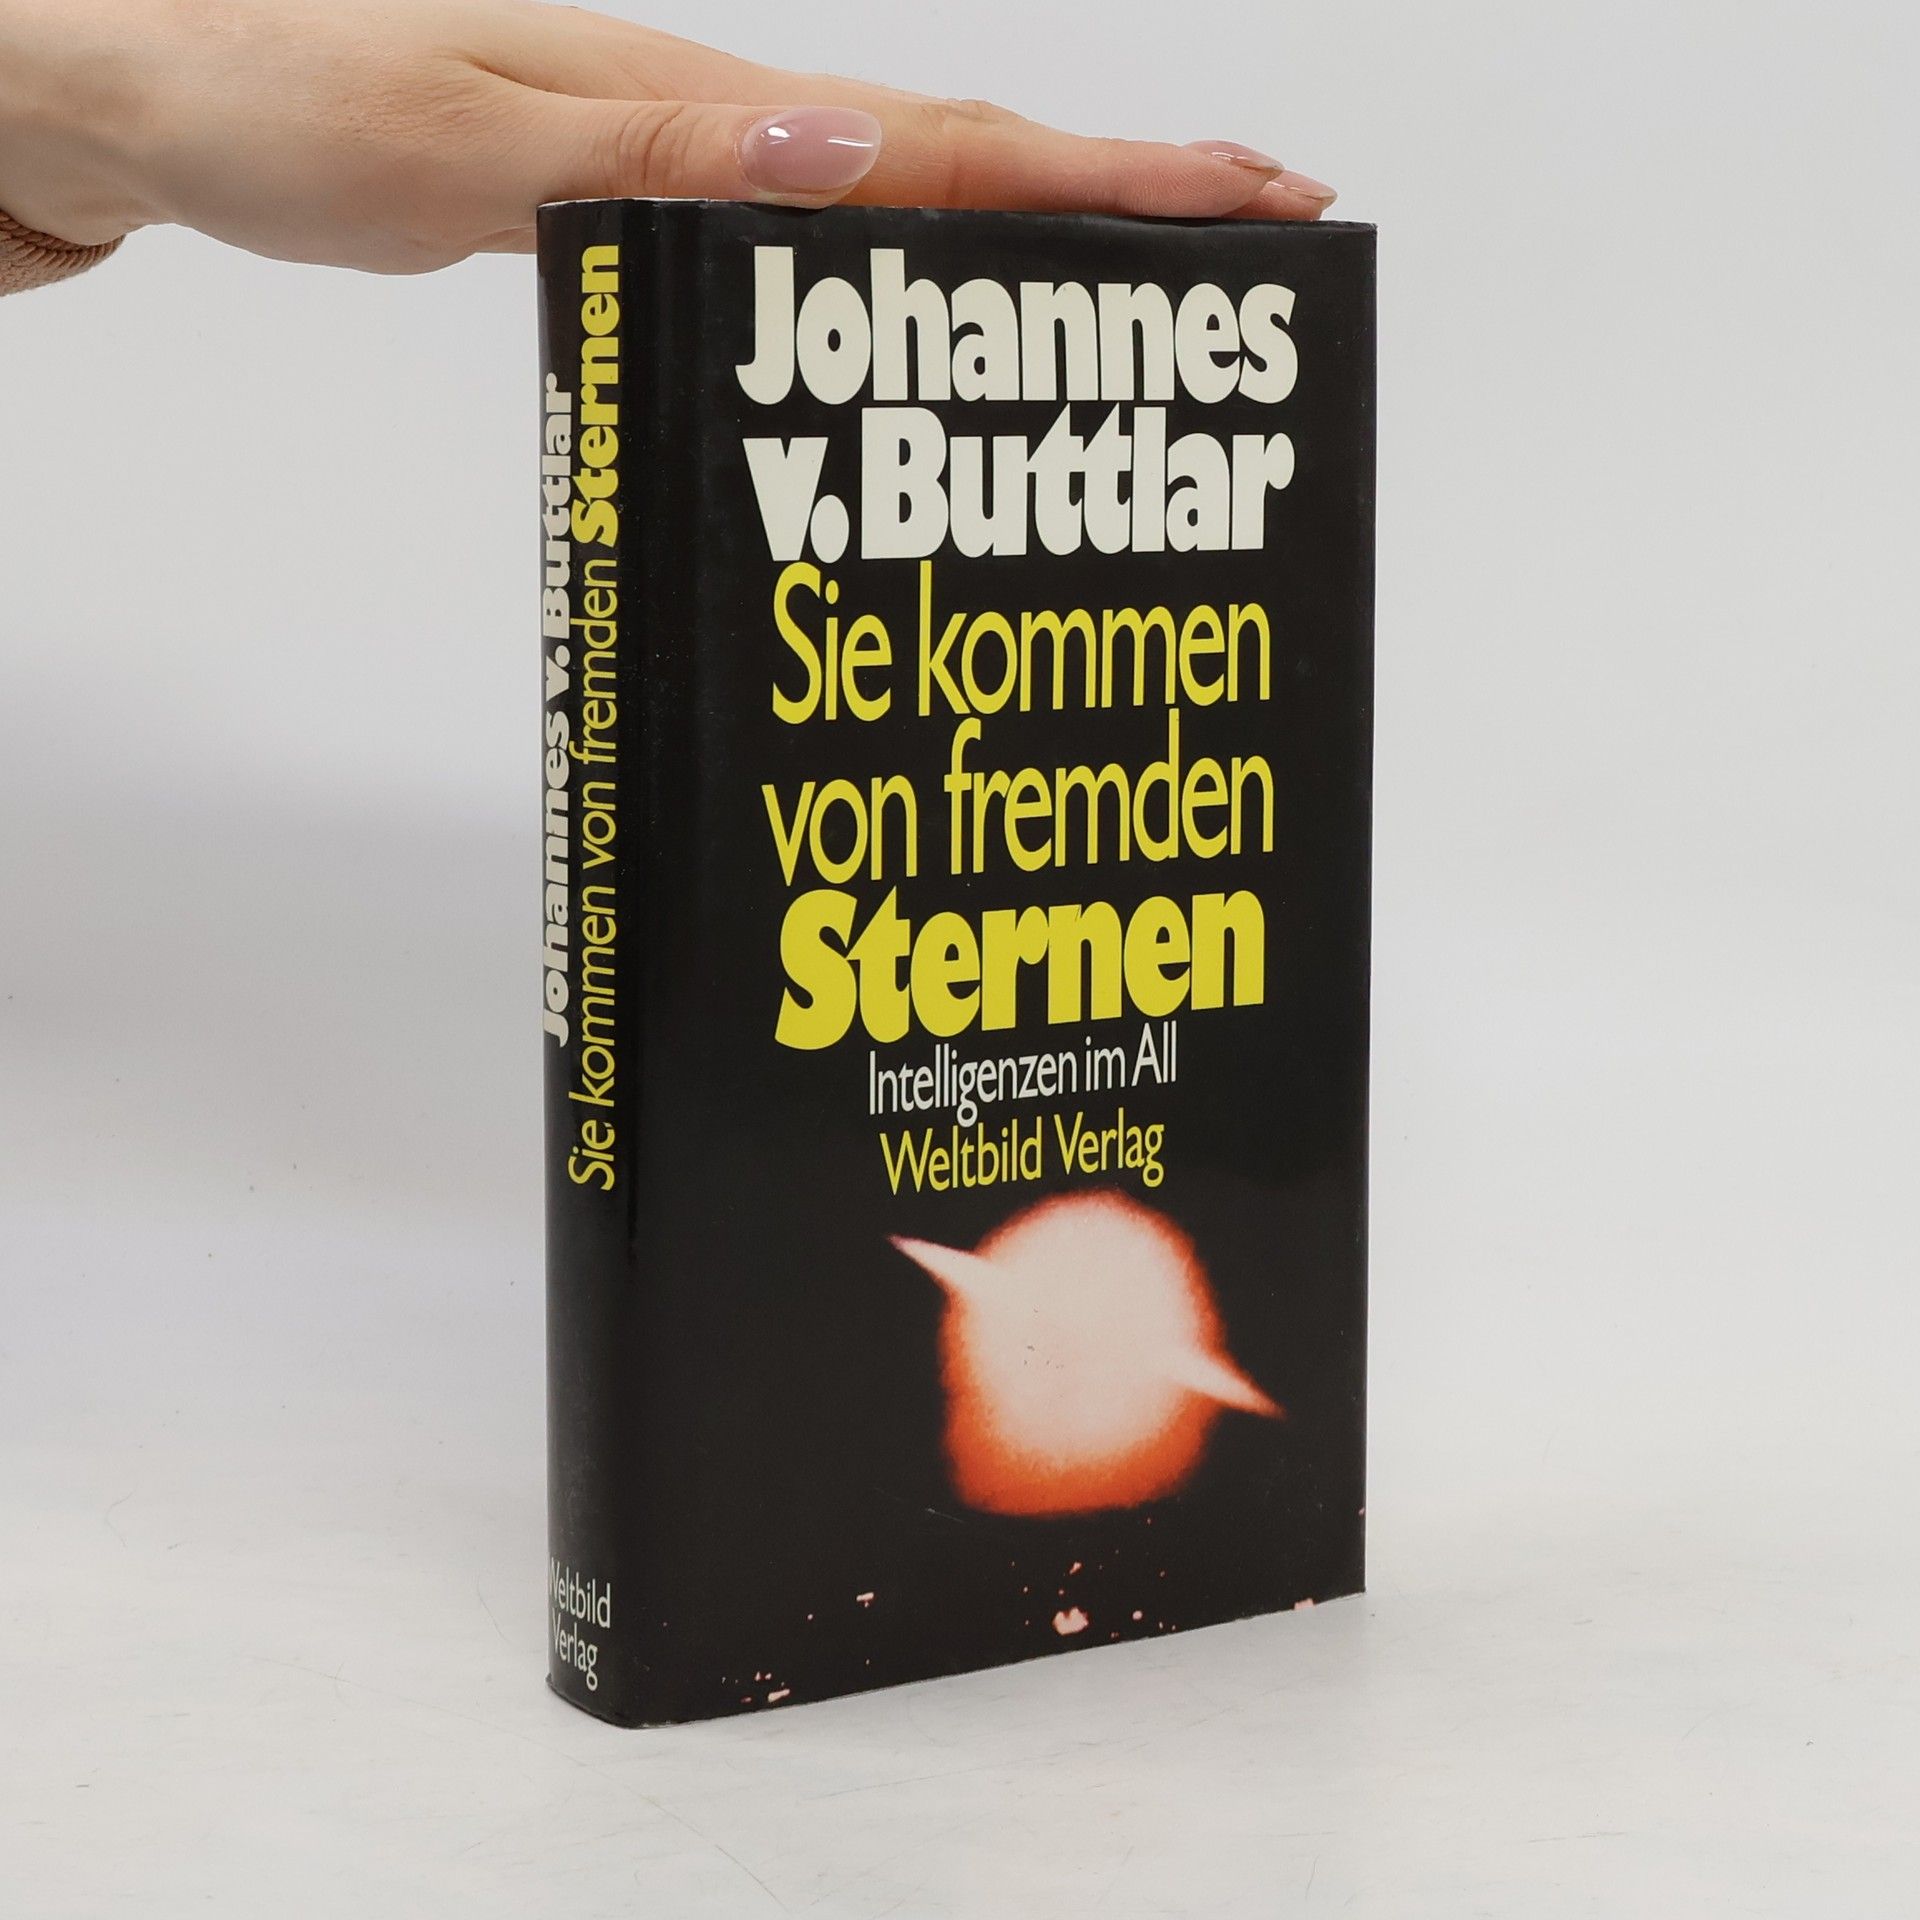 Johannes v. Buttlar
Sie kommen von fremden Sternen
Weltbild
Verlag
Johannes
v. Buttlar
Sie kommen
von fremden
Sternen
Intelligenzen im All
Weltbild Verlag